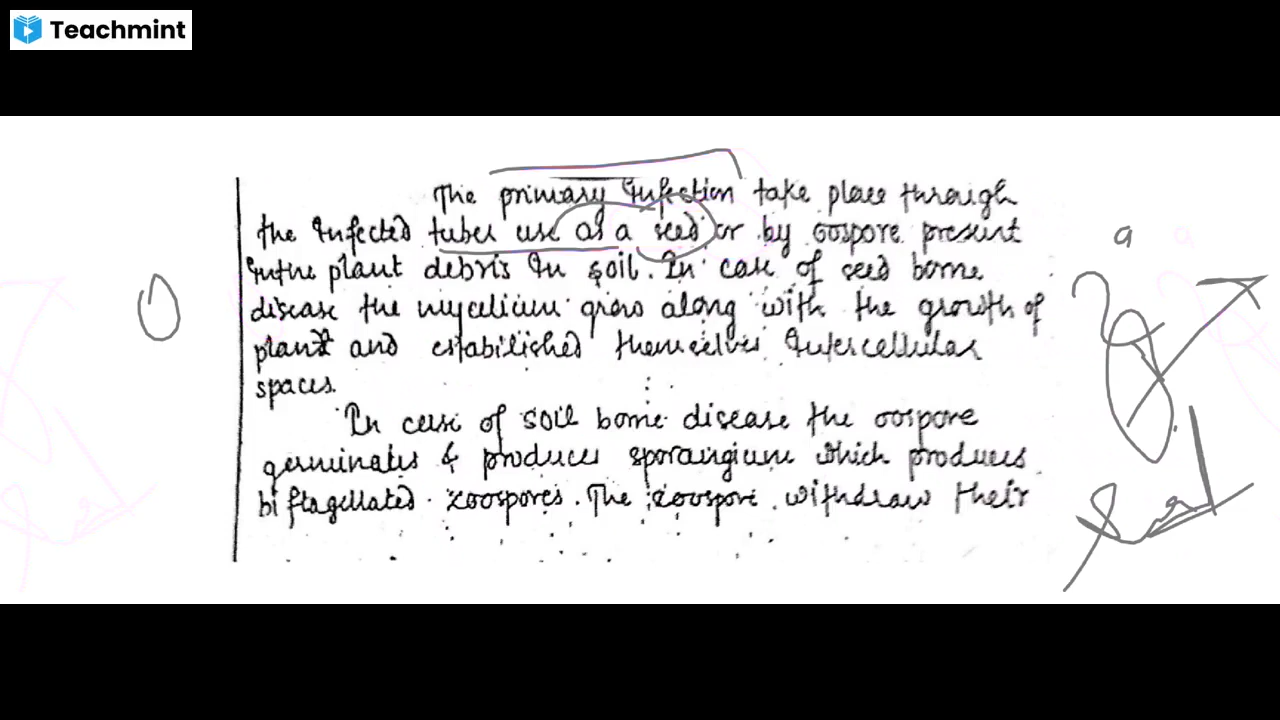 Teachmint
The primary infection take place through
the infected tuber use as a seed or by oospore present
in the plant debris in soil. In case of seed borne
disease the mycelium grow along with the growth of
plant and estabilished themselves intercellular
spaces.
In case of soil borne disease the oospore
germinates & produces sporangium which produces
biflagellated zoospores. The zoospore withdraw their
a